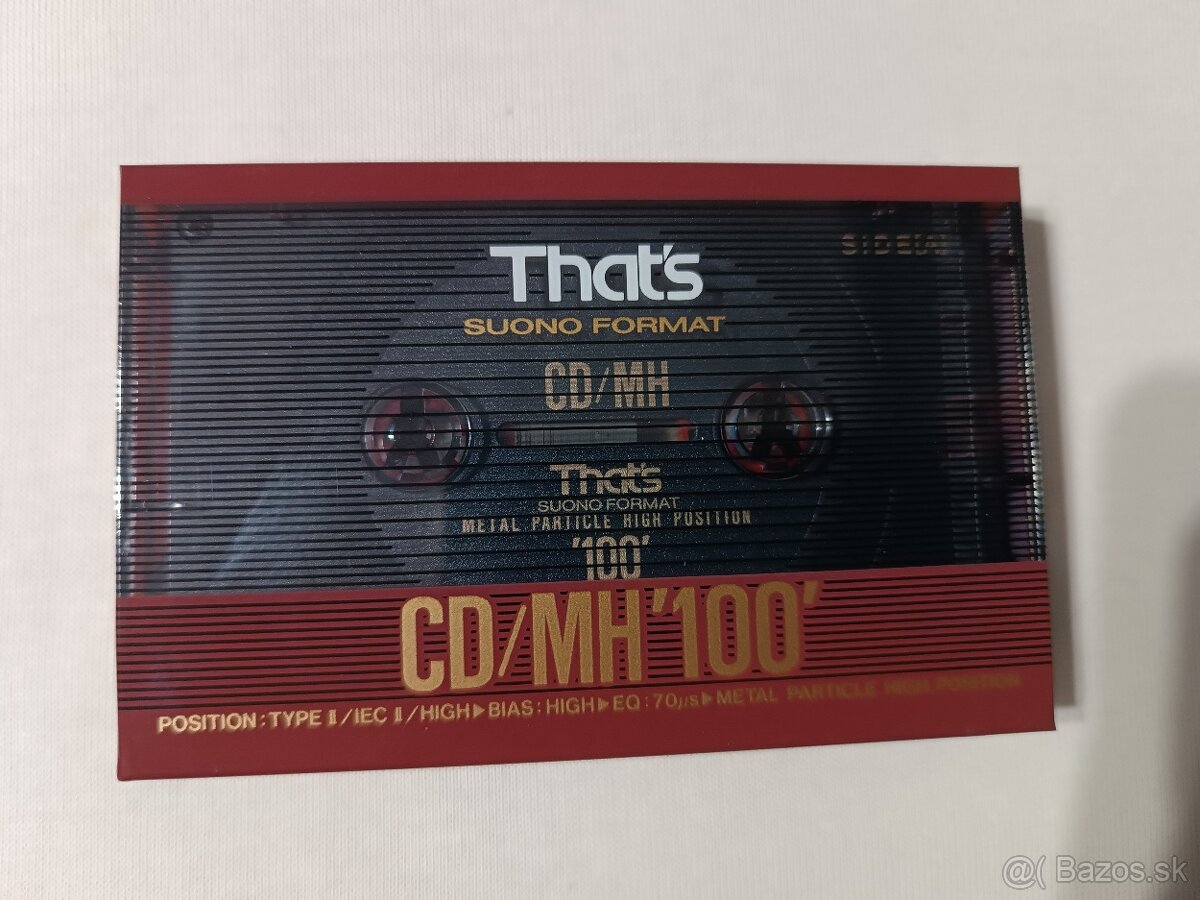 That's
SIDE A
SUONO FORMAT
CD/MH
That's
SUONO FORMAT
METAL PARTICLE HIGH POSITION
'100'
CD/MH '100'
POSITION : TYPE II / IEC II / HIGH ▶ BIAS : HIGH ▶ EQ : 70μs ▶ METAL PARTICLE HIGH POSITION
@( Bazos.sk